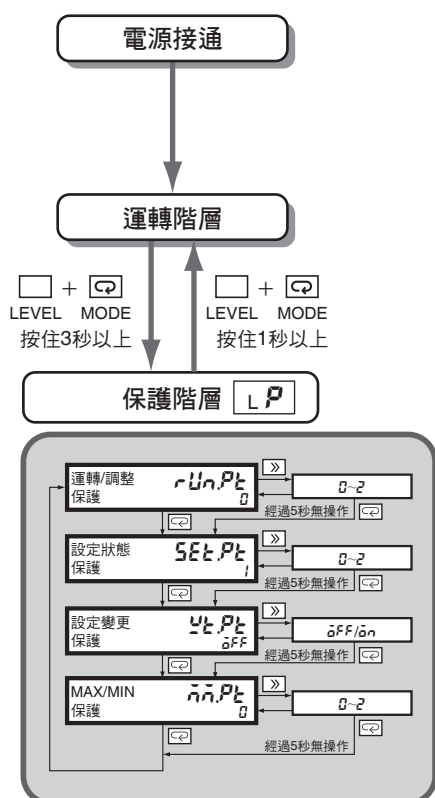 電源接通
運轉階層
+
+
LEVEL MODE
LEVEL MODE
按住3秒以上
按住1秒以上
保護階層 L P
運轉/調整
保護
rUn.Pt
0
0~2
經過5秒無操作
設定狀態
保護
SEt.Pt
1
0~2
經過5秒無操作
設定變更
保護
Yt.Pt
oFF
oFF/on
經過5秒無操作
MAX/MIN
保護
0
0~2
經過5秒無操作